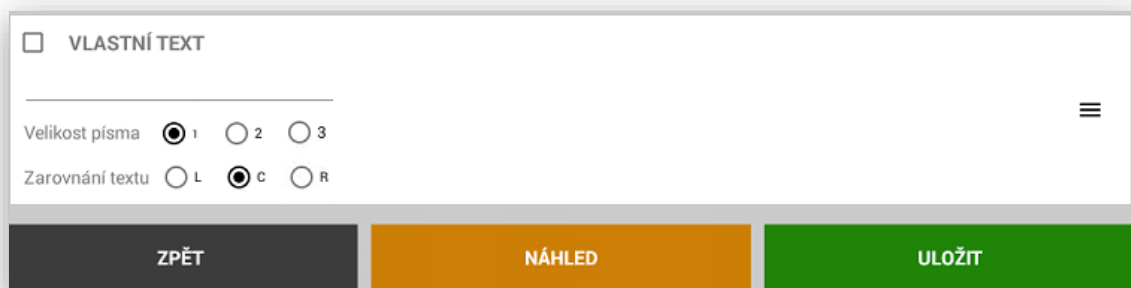 VLASTNÍ TEXT
Velikost písma 1 2 3
Zarovnání textu L C R
ZPĚT NÁHLED ULOŽIT